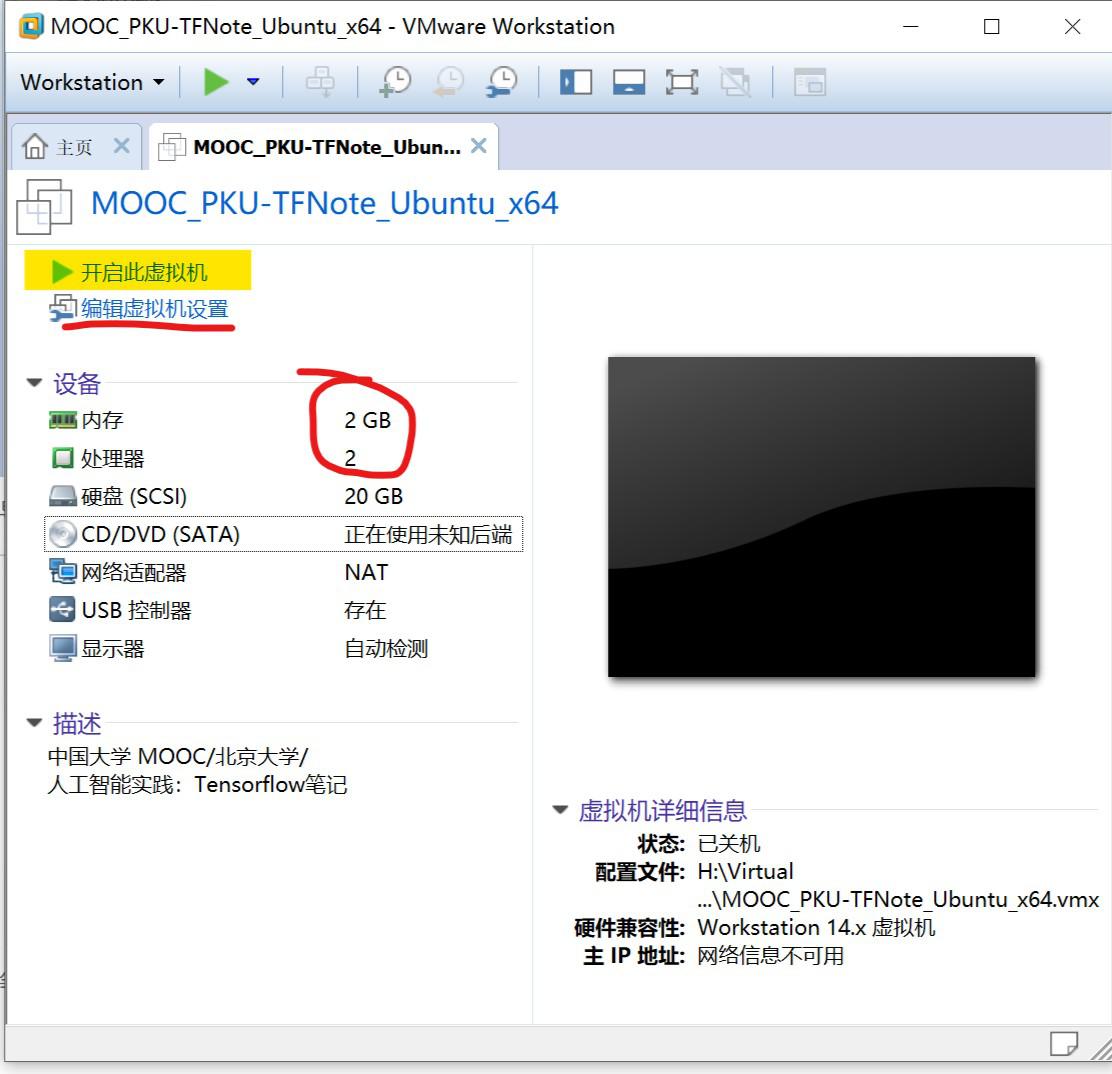 MOOC_PKU-TFNote_Ubuntu_x64 - VMware Workstation
Workstation
主页
MOOC_PKU-TFNote_Ubun...
MOOC_PKU-TFNote_Ubuntu_x64
开启此虚拟机
编辑虚拟机设置
设备
内存 2 GB
处理器 2
硬盘 (SCSI) 20 GB
CD/DVD (SATA) 正在使用未知后端
网络适配器 NAT
USB 控制器 存在
显示器 自动检测
描述
中国大学 MOOC/北京大学/
人工智能实践：Tensorflow笔记
虚拟机详细信息
状态: 已关机
配置文件: H:\Virtual
...\MOOC_PKU-TFNote_Ubuntu_x64.vmx
硬件兼容性: Workstation 14.x 虚拟机
主 IP 地址: 网络信息不可用